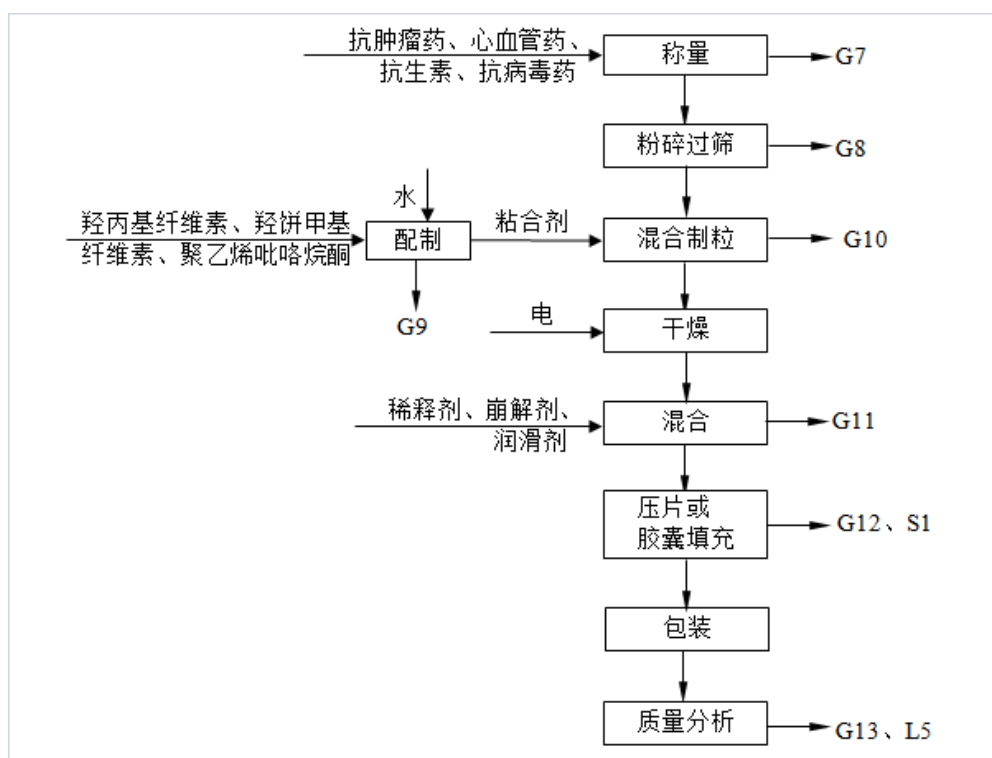 抗肿瘤药、心血管药、
抗生素、抗病毒药
称量
G7
粉碎过筛
G8
水
羟丙基纤维素、羟饼甲基
纤维素、聚乙烯吡咯烷酮
配制
粘合剂
混合制粒
G10
G9
电
干燥
稀释剂、崩解剂、
润滑剂
混合
G11
压片或
胶囊填充
G12、S1
包装
质量分析
G13、L5